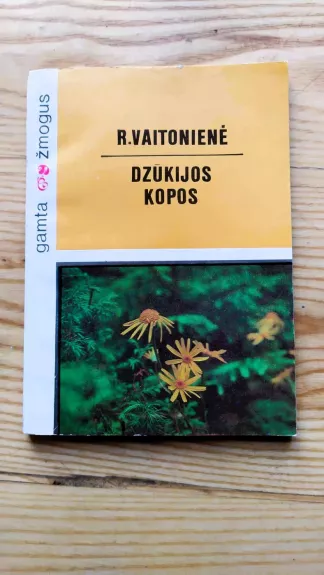 R.VAITONIENĖ
DZŪKIJOS
KOPOS
gamta žmogus